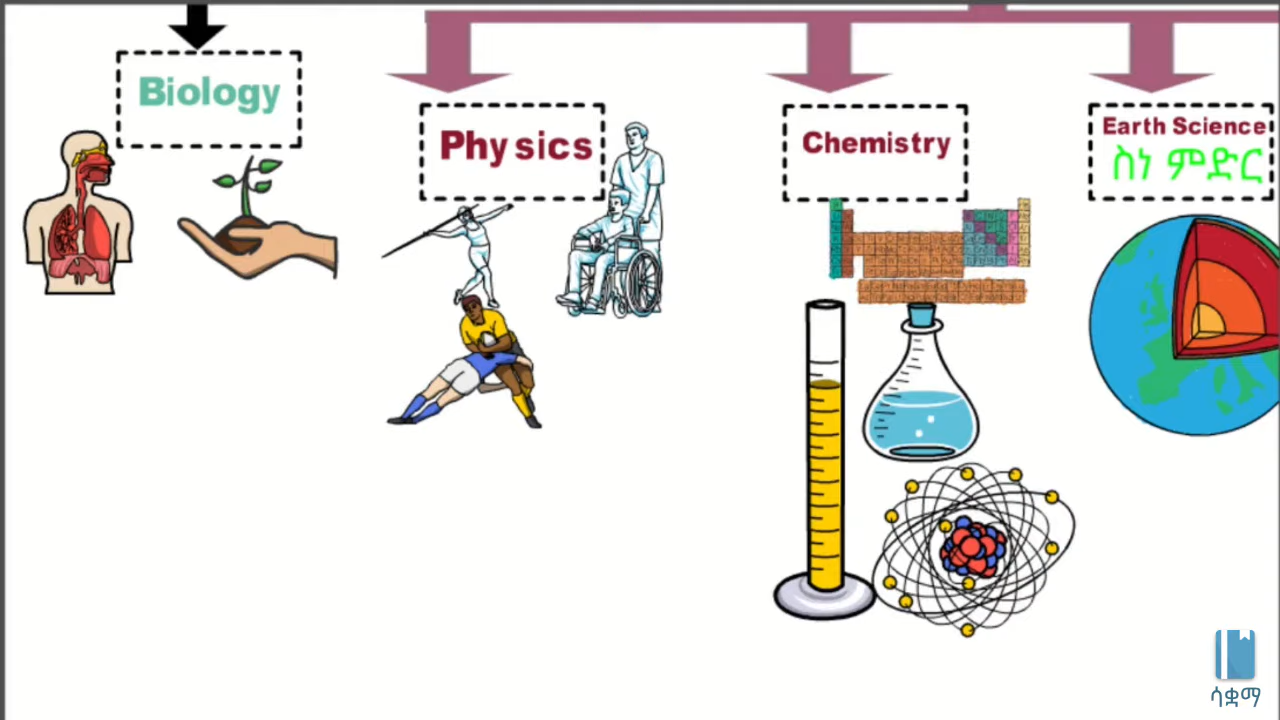 Biology
Physics
Chemistry
Earth Science
ስነ ምድር
ሳቋማ